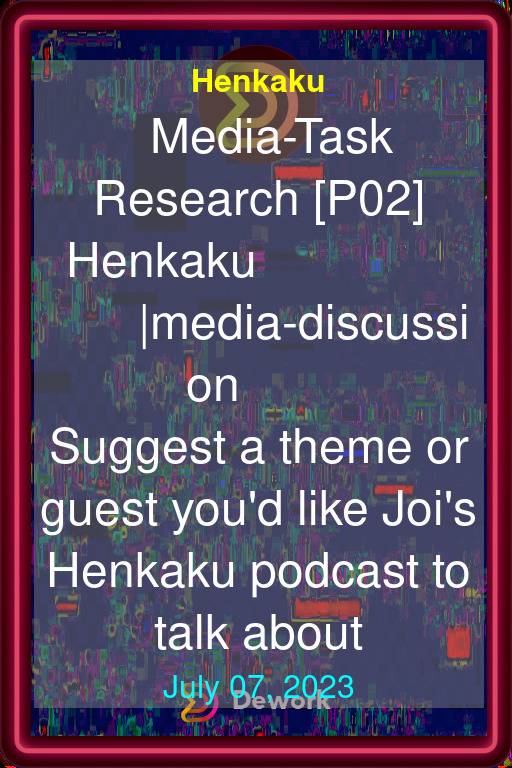 Henkaku
Media-Task
Research [P02]
Henkaku
|media-discussi
on
Suggest a theme or
guest you'd like Joi's
Henkaku podcast to
talk about
July 07, 2023
Dework